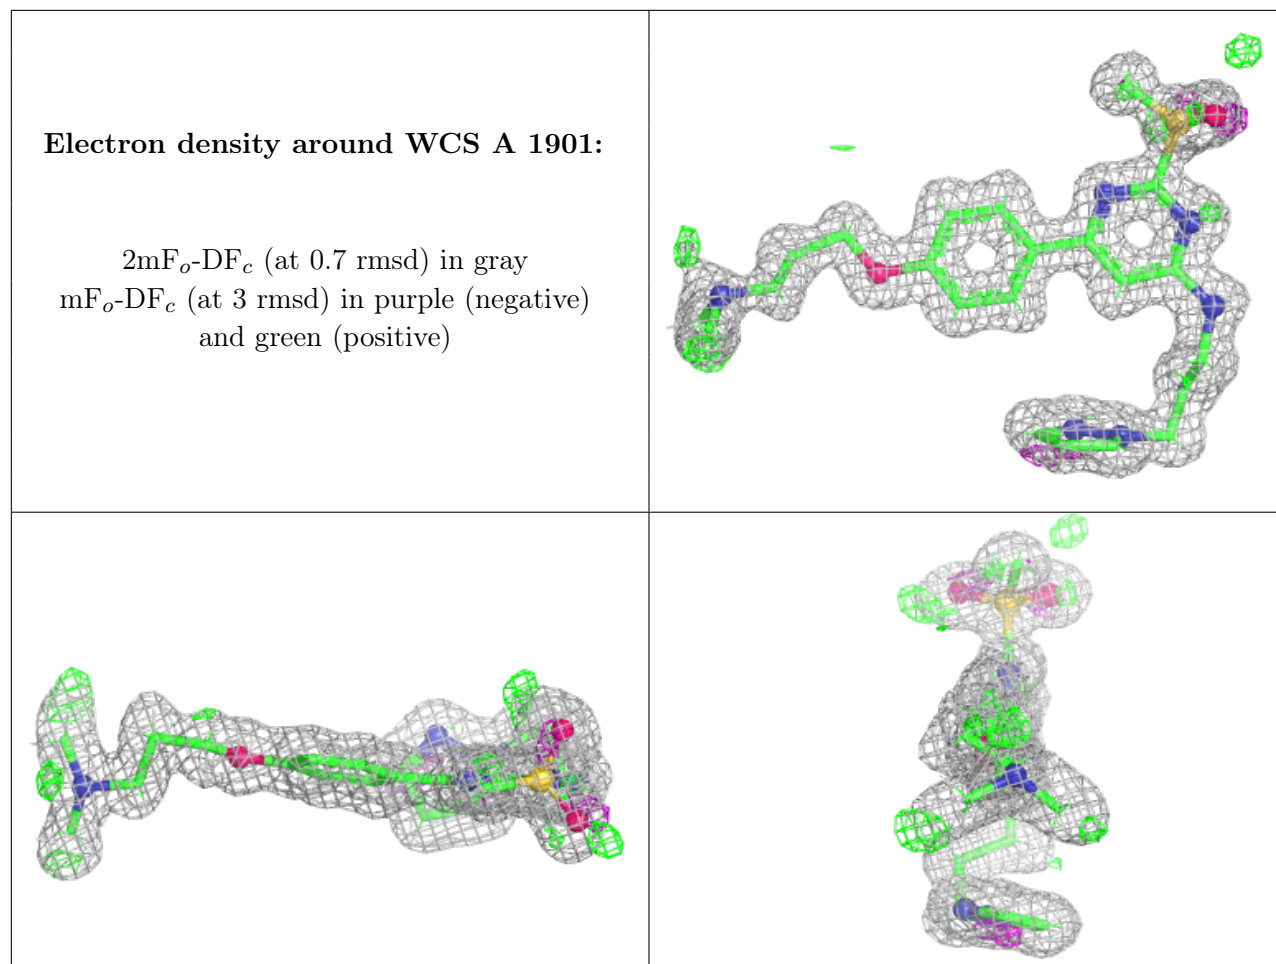 Electron density around WCS A 1901:
2mFo-DFc (at 0.7 rmsd) in gray
mFo-DFc (at 3 rmsd) in purple (negative)
and green (positive)